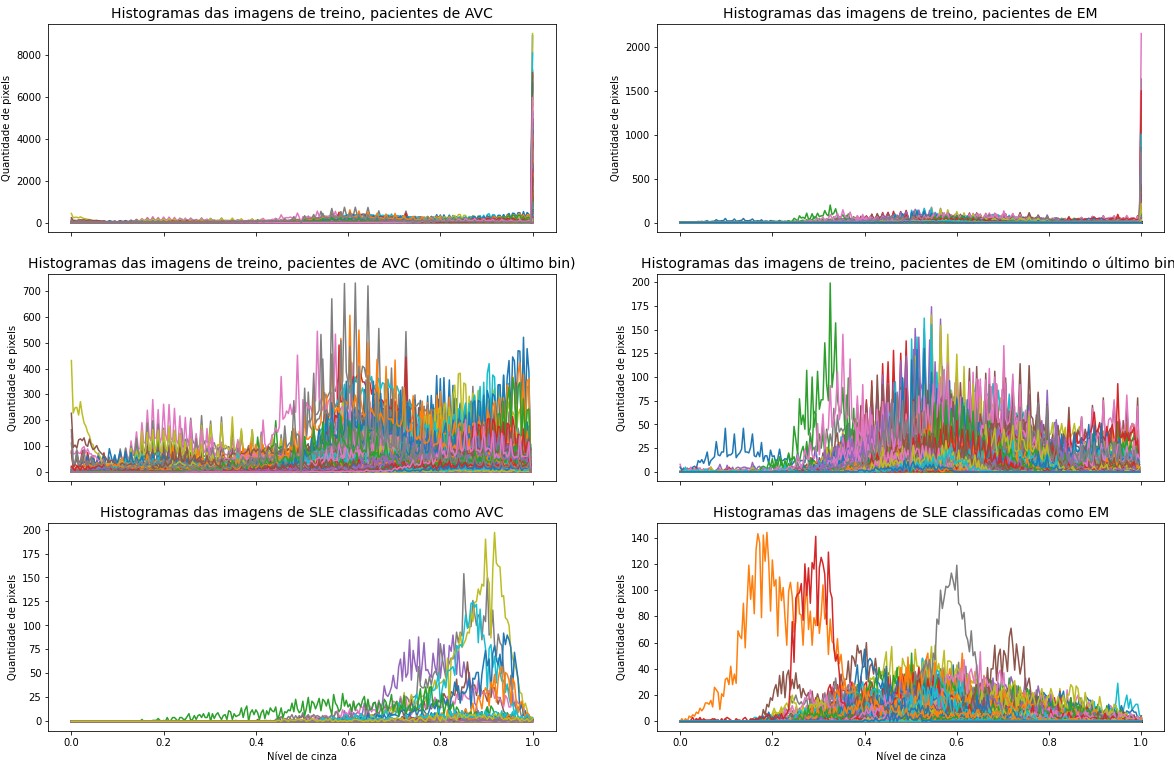 Histogramas das imagens de treino, pacientes de AVC
Quantidade de pixels
8000
6000
4000
2000
0
Histogramas das imagens de treino, pacientes de EM
Quantidade de pixels
2000
1500
1000
500
0
Histogramas das imagens de treino, pacientes de AVC (omitindo o último bin)
Quantidade de pixels
700
600
500
400
300
200
100
0
Histogramas das imagens de treino, pacientes de EM (omitindo o último bin
Quantidade de pixels
200
175
150
125
100
75
50
25
0
Histogramas das imagens de SLE classificadas como AVC
Quantidade de pixels
200
175
150
125
100
75
50
25
0
0.0 0.2 0.4 0.6 0.8 1.0
Nível de cinza
Histogramas das imagens de SLE classificadas como EM
Quantidade de pixels
140
120
100
80
60
40
20
0
0.0 0.2 0.4 0.6 0.8 1.0
Nível de cinza